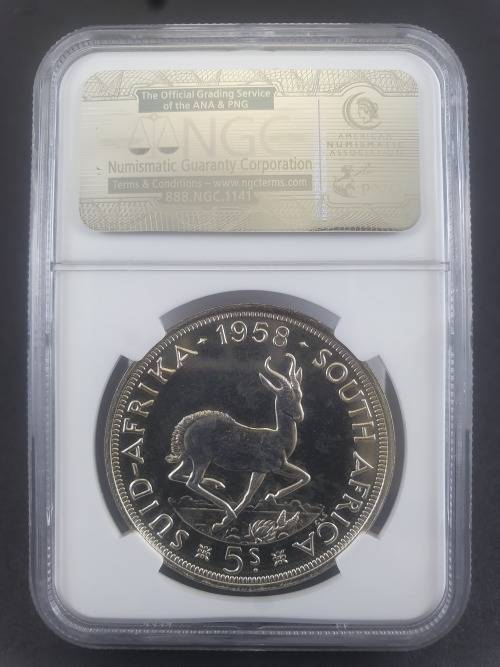 The Official Grading Service
of the ANA & PNG
NGC
Numismatic Guaranty Corporation
Terms & Conditions – www.ngcterms.com
888.NGC.1141
AMERICAN
NUMISMATIC
ASSOCIATION
SUID-AFRIKA · 1958 · SOUTH AFRICA
5S.